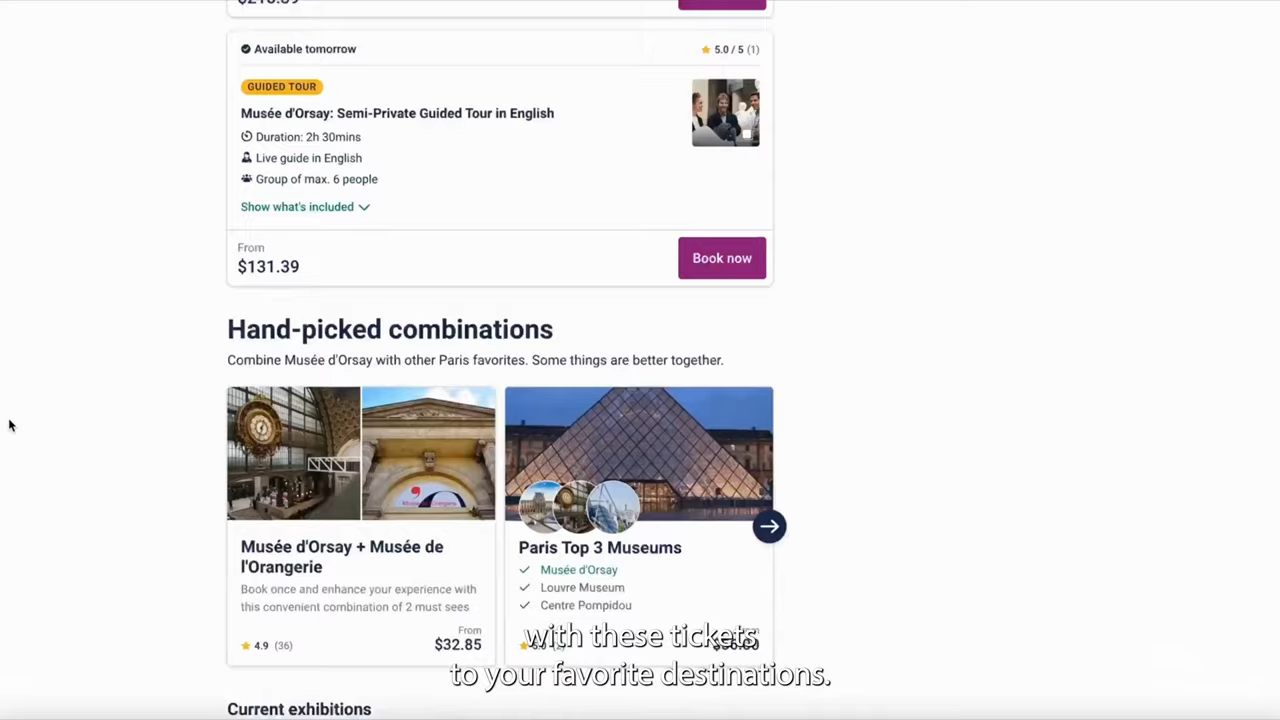 Available tomorrow
5.0 / 5 (1)
GUIDED TOUR
Musée d'Orsay: Semi-Private Guided Tour in English
Duration: 2h 30mins
Live guide in English
Group of max. 6 people
Show what's included
From
$131.39
Book now
Hand-picked combinations
Combine Musée d'Orsay with other Paris favorites. Some things are better together.
Musée d'Orsay + Musée de
l'Orangerie
Book once and enhance your experience with
this convenient combination of 2 must sees
4.9 (36)
From
$32.85
Paris Top 3 Museums
Musée d'Orsay
Louvre Museum
Centre Pompidou
with these tickets
to your favorite destinations.
Current exhibitions